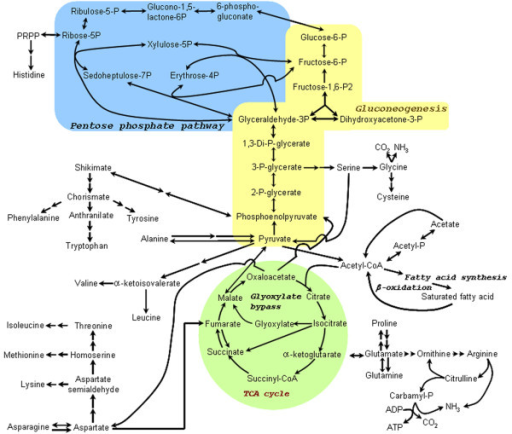 Ribulose-5-P
Glucono-1,5-
lactone-6P
6-phospho-
gluconate
Glucose-6-P
PRPP
Ribose-5P
Xylulose-5P
Fructose-6-P
Histidine
Sedoheptulose-7P
Erythrose-4P
Fructose-1,6-P2
Gluconeogenesis
Pentose phosphate pathway
Glyceraldehyde-3P
Dihydroxyacetone-3-P
1,3-Di-P-glycerate
CO2 NH3
Shikimate
3-P-glycerate
Serine
Glycine
Chorismate
2-P-glycerate
Cysteine
Phenylalanine
Anthranilate
Tyrosine
Phosphoenolpyruvate
Acetate
Tryptophan
Alanine
Pyruvate
Acetyl-P
Acetyl-CoA
Oxaloacetate
Fatty acid synthesis
β-oxidation
Valine
α-ketoisovalerate
Malate
Glyoxylate
bypass
Citrate
Saturated fatty acid
Leucine
Isoleucine
Threonine
Fumarate
Glyoxylate
Isocitrate
Proline
Methionine
Homoserine
Succinate
α-ketoglutarate
Glutamate
Ornithine
Arginine
Lysine
Aspartate
semialdehyde
Succinyl-CoA
Glutamine
Citrulline
Carbamyl-P
TCA cycle
ADP
NH3
Asparagine
Aspartate
ATP
CO2